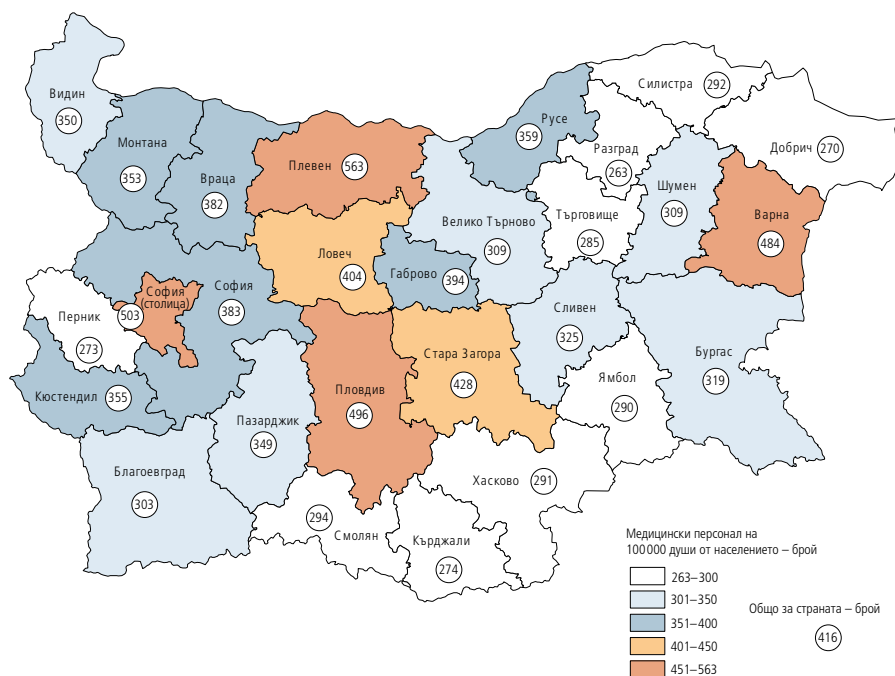 Видин
350
Монтана
353
Враца
382
Плевен
563
Русе
359
Силистра
292
Разград
263
Добрич
270
Шумен
309
Варна
484
Търговище
285
Велико Търново
309
Ловеч
404
Габрово
394
София
(столица)
503
София
383
Перник
273
Кюстендил
355
Сливен
325
Бургас
319
Стара Загора
428
Ямбол
290
Пловдив
496
Пазарджик
349
Благоевград
303
Хасково
291
294
Смолян
Кърджали
274
Медицински персонал на
100000 души от населението – брой
263–300
301–350
351–400
401–450
451–563
Общо за страната – брой
416